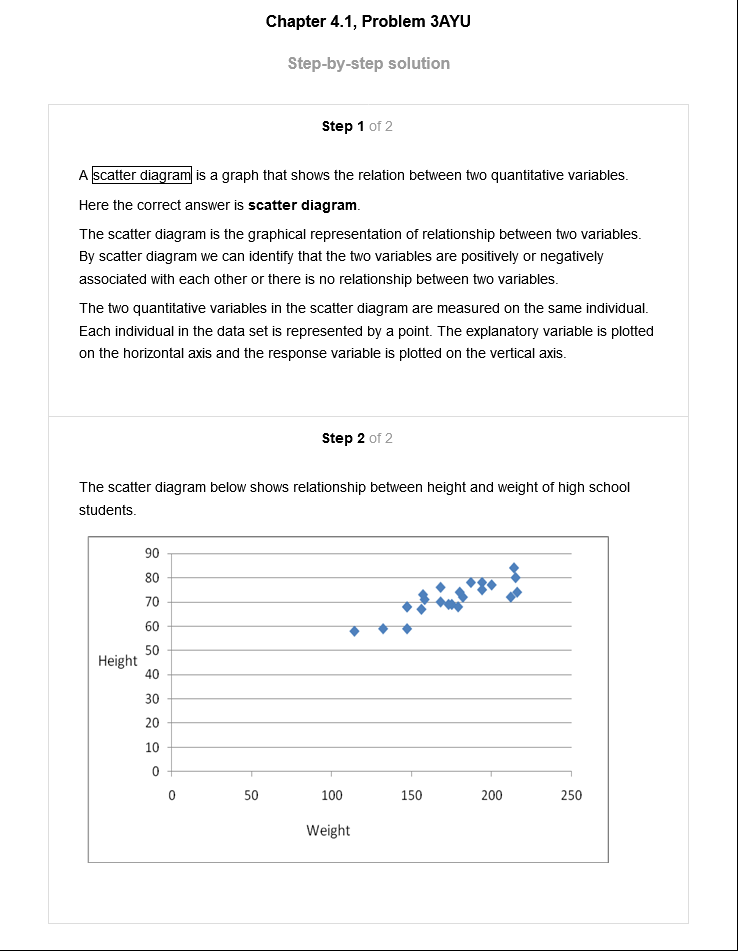 Chapter 4.1, Problem 3AYU
Step-by-step solution
Step 1 of 2
A scatter diagram is a graph that shows the relation between two quantitative variables.
Here the correct answer is scatter diagram.
The scatter diagram is the graphical representation of relationship between two variables.
By scatter diagram we can identify that the two variables are positively or negatively
associated with each other or there is no relationship between two variables.
The two quantitative variables in the scatter diagram are measured on the same individual.
Each individual in the data set is represented by a point. The explanatory variable is plotted
on the horizontal axis and the response variable is plotted on the vertical axis.
Step 2 of 2
The scatter diagram below shows relationship between height and weight of high school
students.
90
80
70
60
50
Height
40
30
20
10
0
0 50 100 150 200 250
Weight